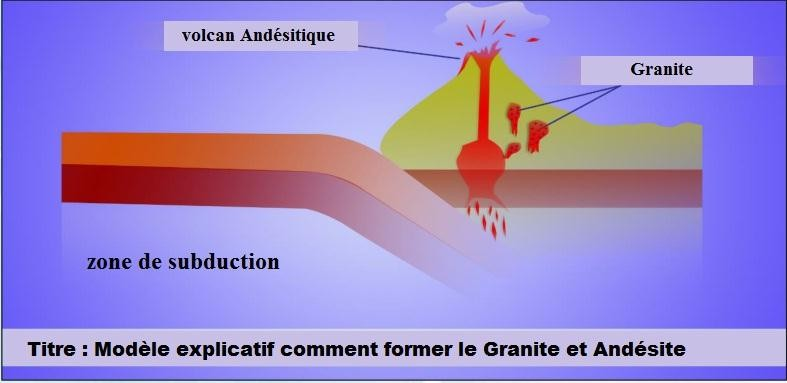 volcan Andésitique
Granite
zone de subduction
Titre : Modèle explicatif comment former le Granite et Andésite